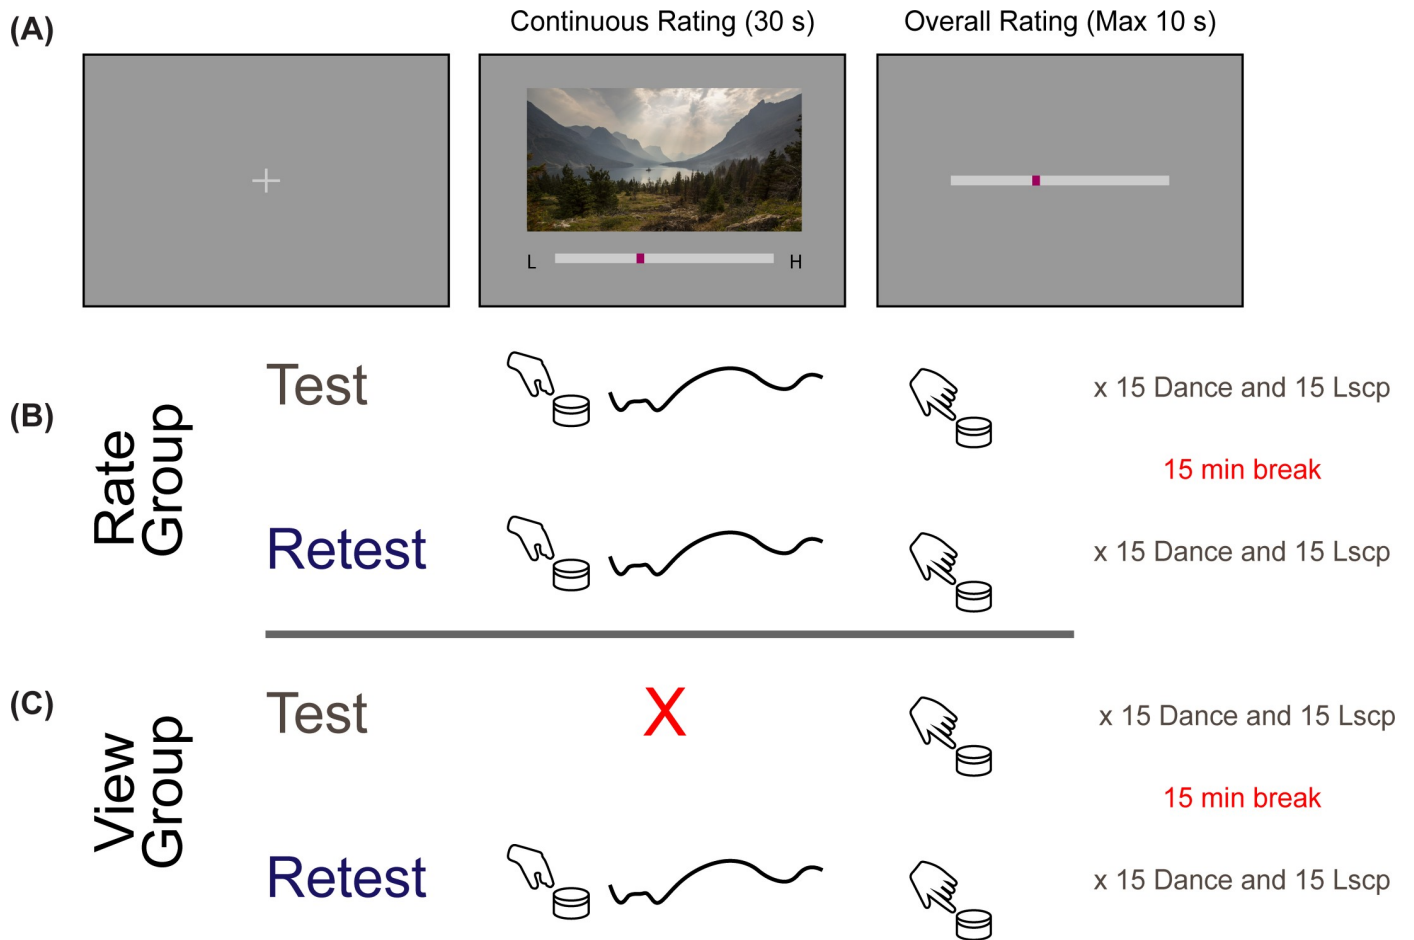 (A)
Continuous Rating (30 s)
Overall Rating (Max 10 s)
L
H
(B)
Rate
Group
Test
x 15 Dance and 15 Lscp
15 min break
Retest
x 15 Dance and 15 Lscp
(C)
View
Group
Test
X
x 15 Dance and 15 Lscp
15 min break
Retest
x 15 Dance and 15 Lscp